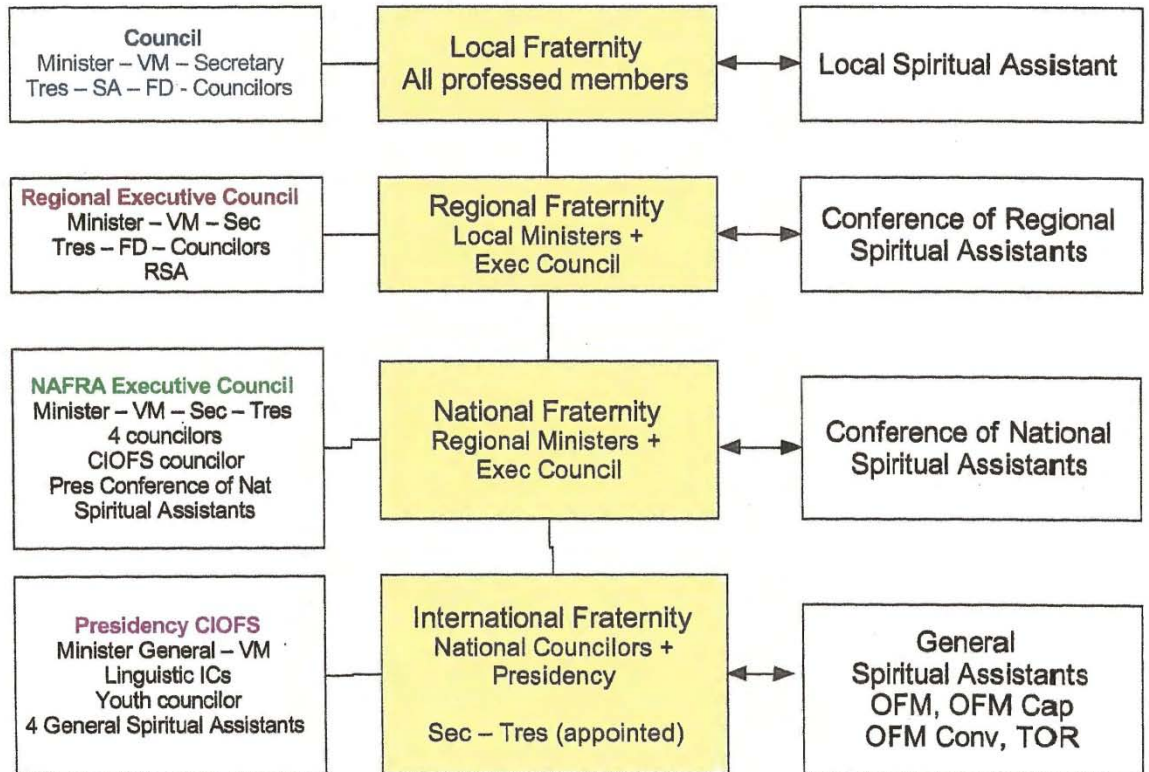 Council
Minister – VM – Secretary
Tres – SA – FD - Councilors
Local Fraternity
All professed members
Local Spiritual Assistant
Regional Executive Council
Minister – VM – Sec
Tres – FD – Councilors
RSA
Regional Fraternity
Local Ministers +
Exec Council
Conference of Regional
Spiritual Assistants
NAFRA Executive Council
Minister – VM – Sec – Tres
4 councilors
CIOFS councilor
Pres Conference of Nat
Spiritual Assistants
National Fraternity
Regional Ministers +
Exec Council
Conference of National
Spiritual Assistants
Presidency CIOFS
Minister General – VM
Linguistic ICs
Youth councilor
4 General Spiritual Assistants
International Fraternity
National Councilors +
Presidency
Sec – Tres (appointed)
General
Spiritual Assistants
OFM, OFM Cap
OFM Conv, TOR